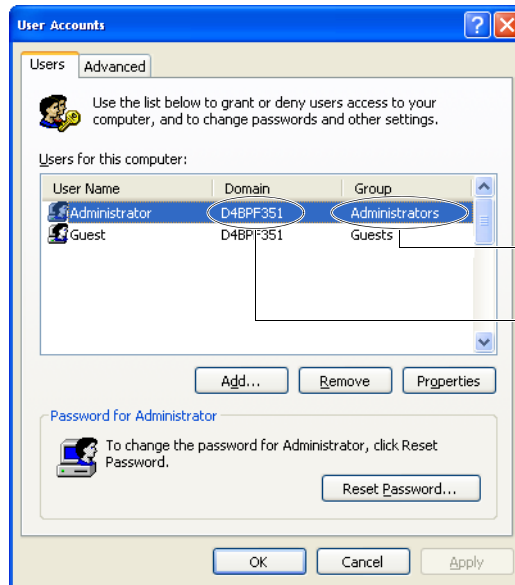 User Accounts
Users Advanced
Use the list below to grant or deny users access to your
computer, and to change passwords and other settings.
Users for this computer:
User Name Domain Group
Administrator D4BPF351 Administrators
Guest D4BPF351 Guests
Add... Remove Properties
Password for Administrator
To change the password for Administrator, click Reset
Password.
Reset Password...
OK Cancel Apply